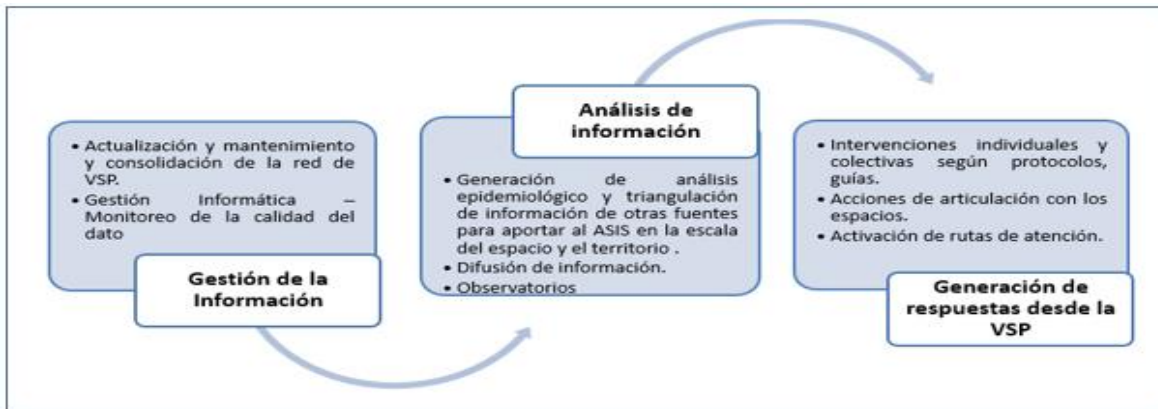 • Actualización y mantenimiento
y consolidación de la red de
VSP.
• Gestión Informática –
Monitoreo de la calidad del
dato
Gestión de la
Información
Análisis de
información
• Generación de análisis
epidemiológico y triangulación
de información de otras fuentes
para aportar al ASIS en la escala
del espacio y el territorio .
• Difusión de información.
• Observatorios
• Intervenciones individuales y
colectivas según protocolos,
guías.
• Acciones de articulación con los
espacios.
• Activación de rutas de atención.
Generación de
respuestas desde la
VSP